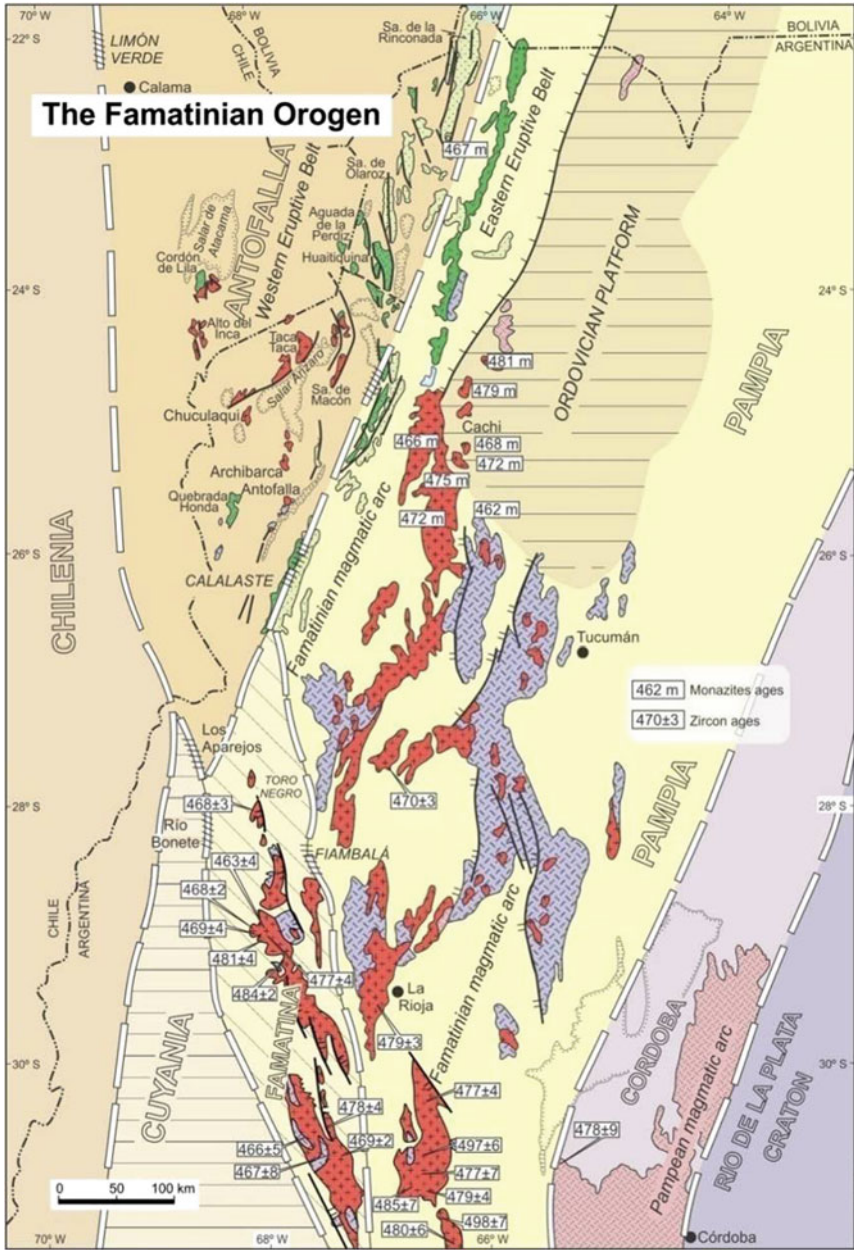 70° W
68° W
66° W
64° W
22° S
LIMÓN
VERDE
Calama
BOLIVIA
CHILE
Sa. de la
Rinconada
BOLIVIA
ARGENTINA
The Famatinian Orogen
467 m
Eastern Eruptive Belt
Sa. de
Olaroz
ANTOFALLA
Western Eruptive Belt
Salar de
Atacama
Aguada
de la
Perdiz
Huaitiquina
Cordón
de Lila
24° S
24° S
Alto del
Inca
Taca
Taca
Salar Arizaro
Sa. de
Macón
Chuculaqui
ORDOVICIAN PLATFORM
PAMPIA
481 m
479 m
Cachi
466 m
468 m
472 m
475 m
462 m
472 m
Archibarca
Antofalla
Quebrada
Honda
CHILENIA
26° S
26° S
CALALASTE
Famatinian magmatic arc
Tucumán
462 m Monazites ages
470±3 Zircon ages
Los
Aparejos
TORO
NEGRO
PAMPIA
28° S
28° S
468±3
470±3
Río
Bonete
FIAMBALÁ
463±4
468±2
469±4
481±4
484±2
477±4
CHILE
ARGENTINA
La
Rioja
Famatinian magmatic arc
479±3
30° S
30° S
CUYANIA
FAMATINA
CORDOBA
Pampean magmatic arc
RIO DE LA PLATA
CRATON
477±4
478±4
478±9
466±5
469±2
497±6
467±8
477±7
479±4
485±7
498±7
480±6
0 50 100 km
70° W
68° W
66° W
Córdoba